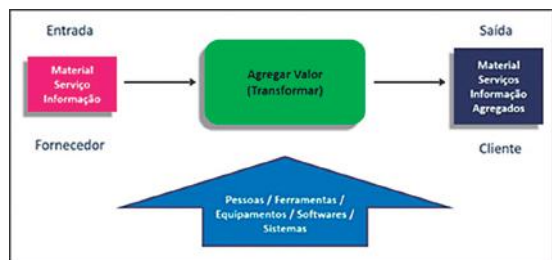 Entrada
Saída
Material
Serviço
Informação
Agregar Valor
(Transformar)
Material
Serviços
Informação
Agregados
Fornecedor
Cliente
Pessoas / Ferramentas /
Equipamentos / Softwares /
Sistemas